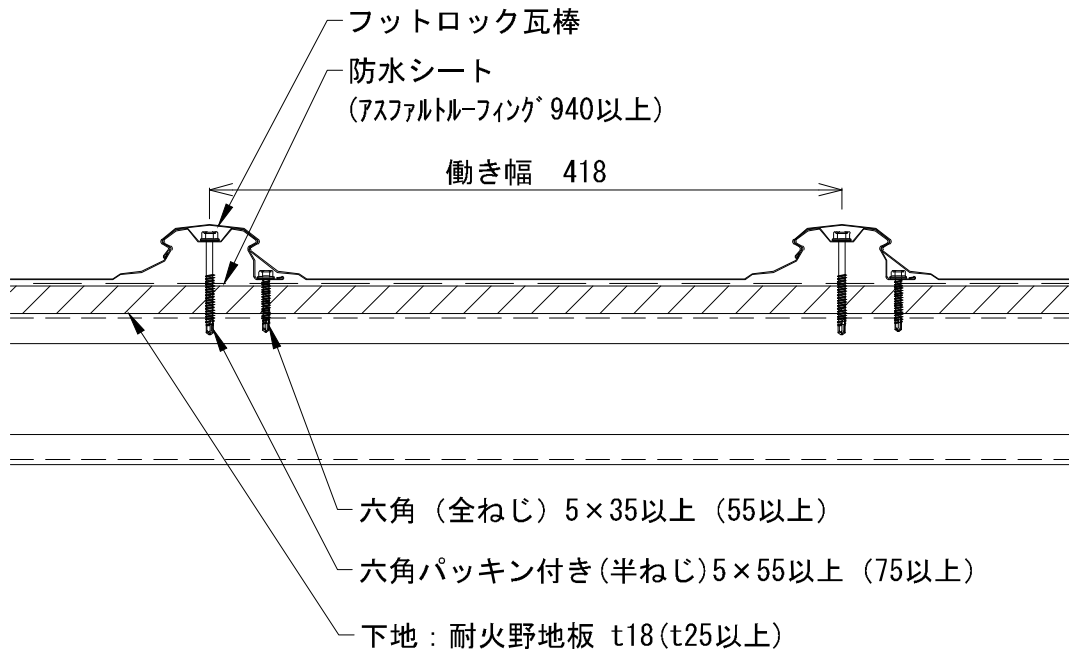 フットロック瓦棒
防水シート
(ｱｽﾌｧﾙﾄﾙｰﾌｨﾝｸﾞ940以上)
働き幅　418
六角（全ねじ）5×35以上（55以上）
六角パッキン付き(半ねじ)5×55以上（75以上）
下地：耐火野地板 t18(t25以上)